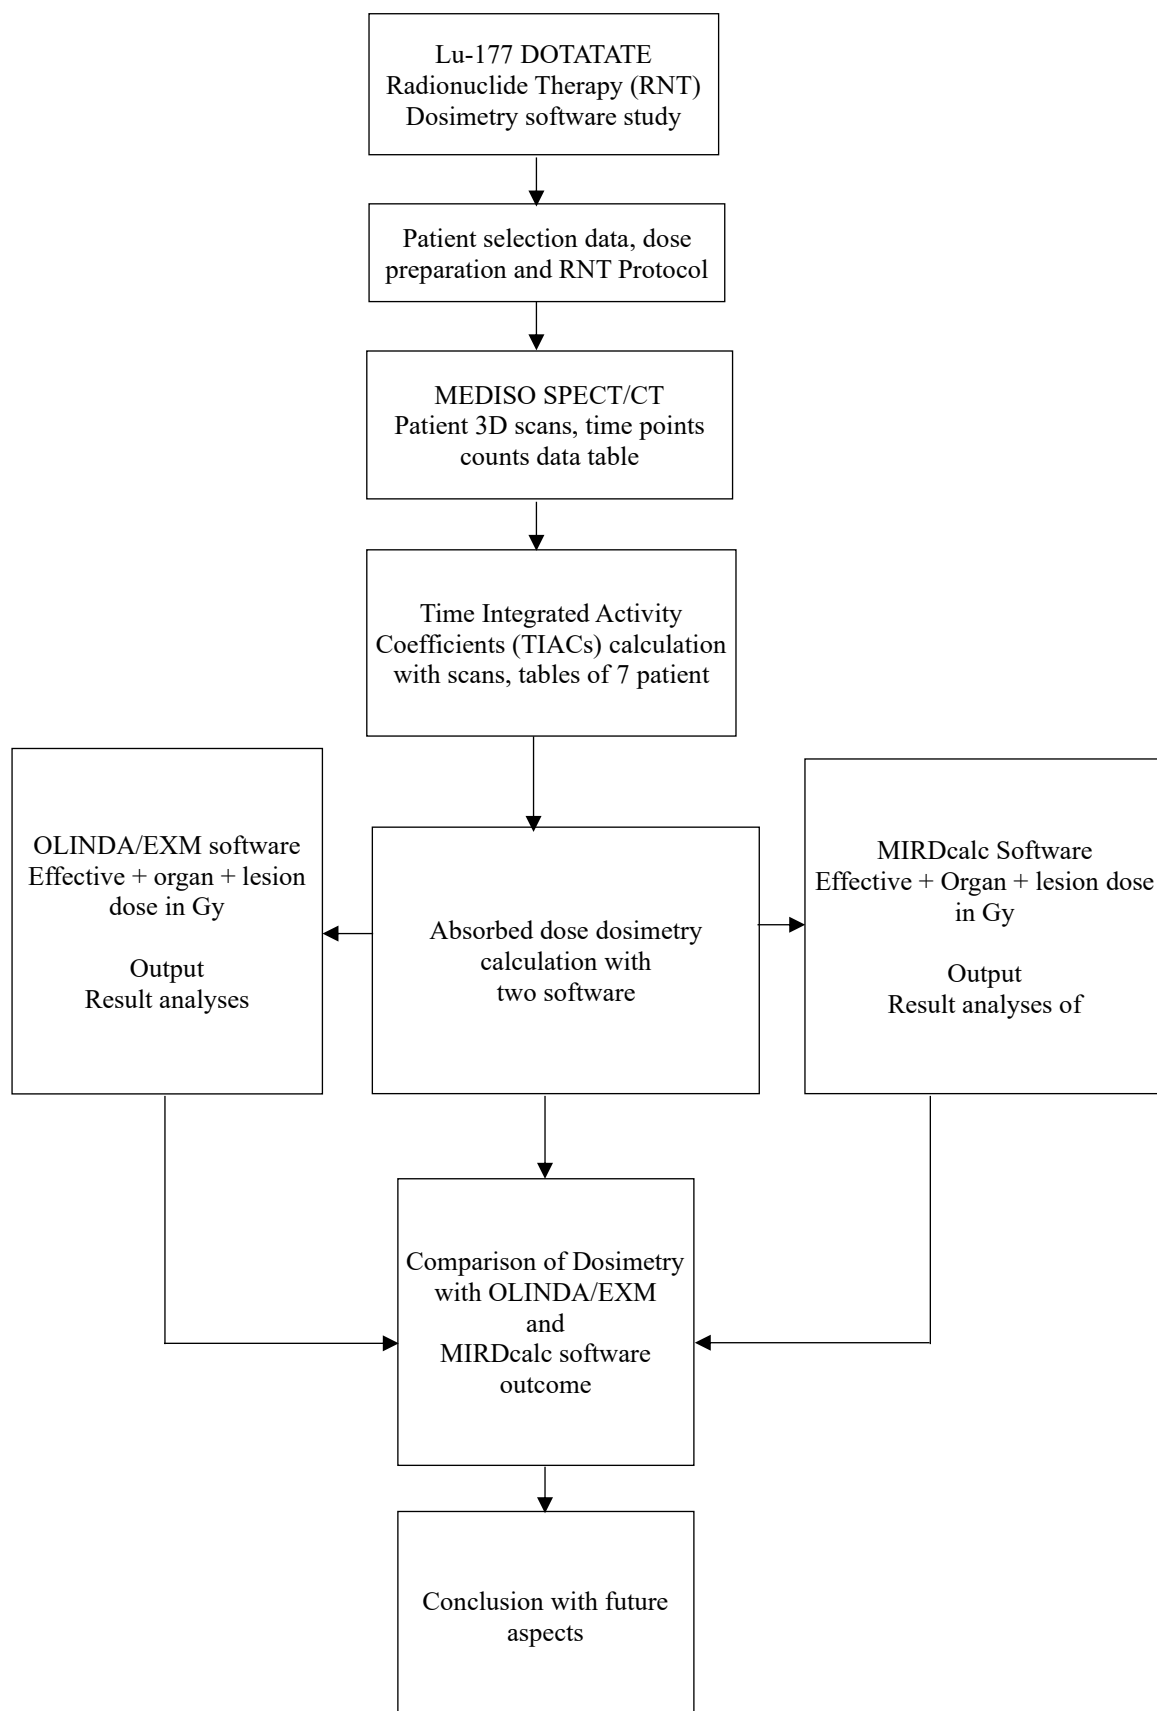 Lu-177 DOTATATE
Radionuclide Therapy (RNT)
Dosimetry software study
Patient selection data, dose
preparation and RNT Protocol
MEDISO SPECT/CT
Patient 3D scans, time points
counts data table
Time Integrated Activity
Coefficients (TIACs) calculation
with scans, tables of 7 patient
OLINDA/EXM software
Effective + organ + lesion
dose in Gy
Output
Result analyses
Absorbed dose dosimetry
calculation with
two software
MIRDcalc Software
Effective + Organ + lesion dose
in Gy
Output
Result analyses of
Comparison of Dosimetry
with OLINDA/EXM
and
MIRDcalc software
outcome
Conclusion with future
aspects